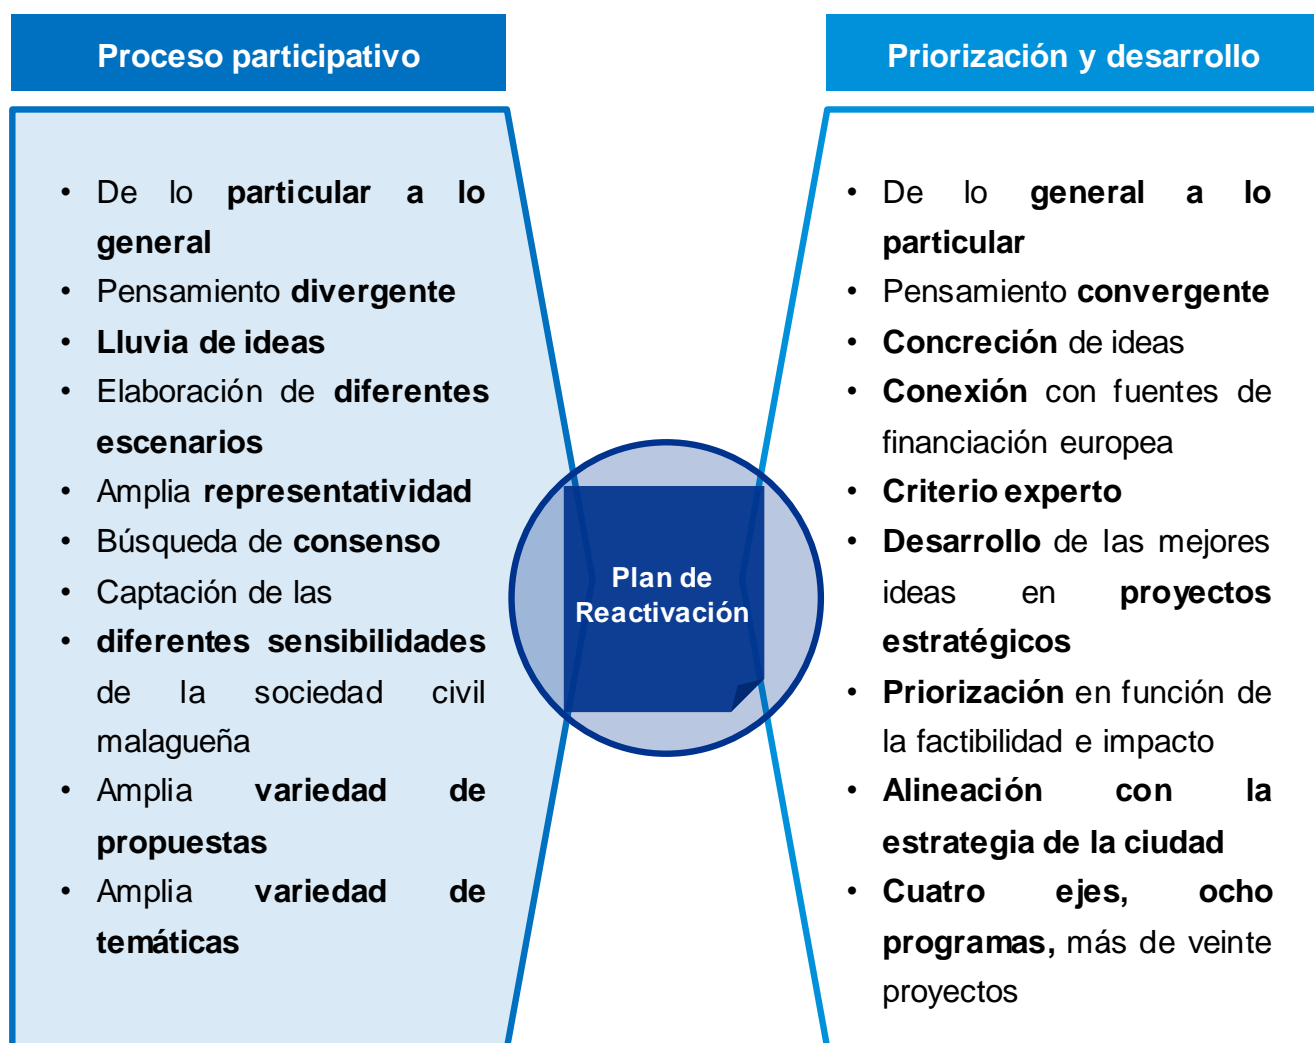 Proceso participativo
• De lo particular a lo
general
• Pensamiento divergente
• Lluvia de ideas
• Elaboración de diferentes
escenarios
• Amplia representatividad
• Búsqueda de consenso
• Captación de las
• diferentes sensibilidades
de la sociedad civil
malagueña
• Amplia variedad de
propuestas
• Amplia variedad de
temáticas
Plan de
Reactivación
Priorización y desarrollo
• De lo general a lo
particular
• Pensamiento convergente
• Concreción de ideas
• Conexión con fuentes de
financiación europea
• Criterio experto
• Desarrollo de las mejores
ideas en proyectos
estratégicos
• Priorización en función de
la factibilidad e impacto
• Alineación con la
estrategia de la ciudad
• Cuatro ejes, ocho
programas, más de veinte
proyectos